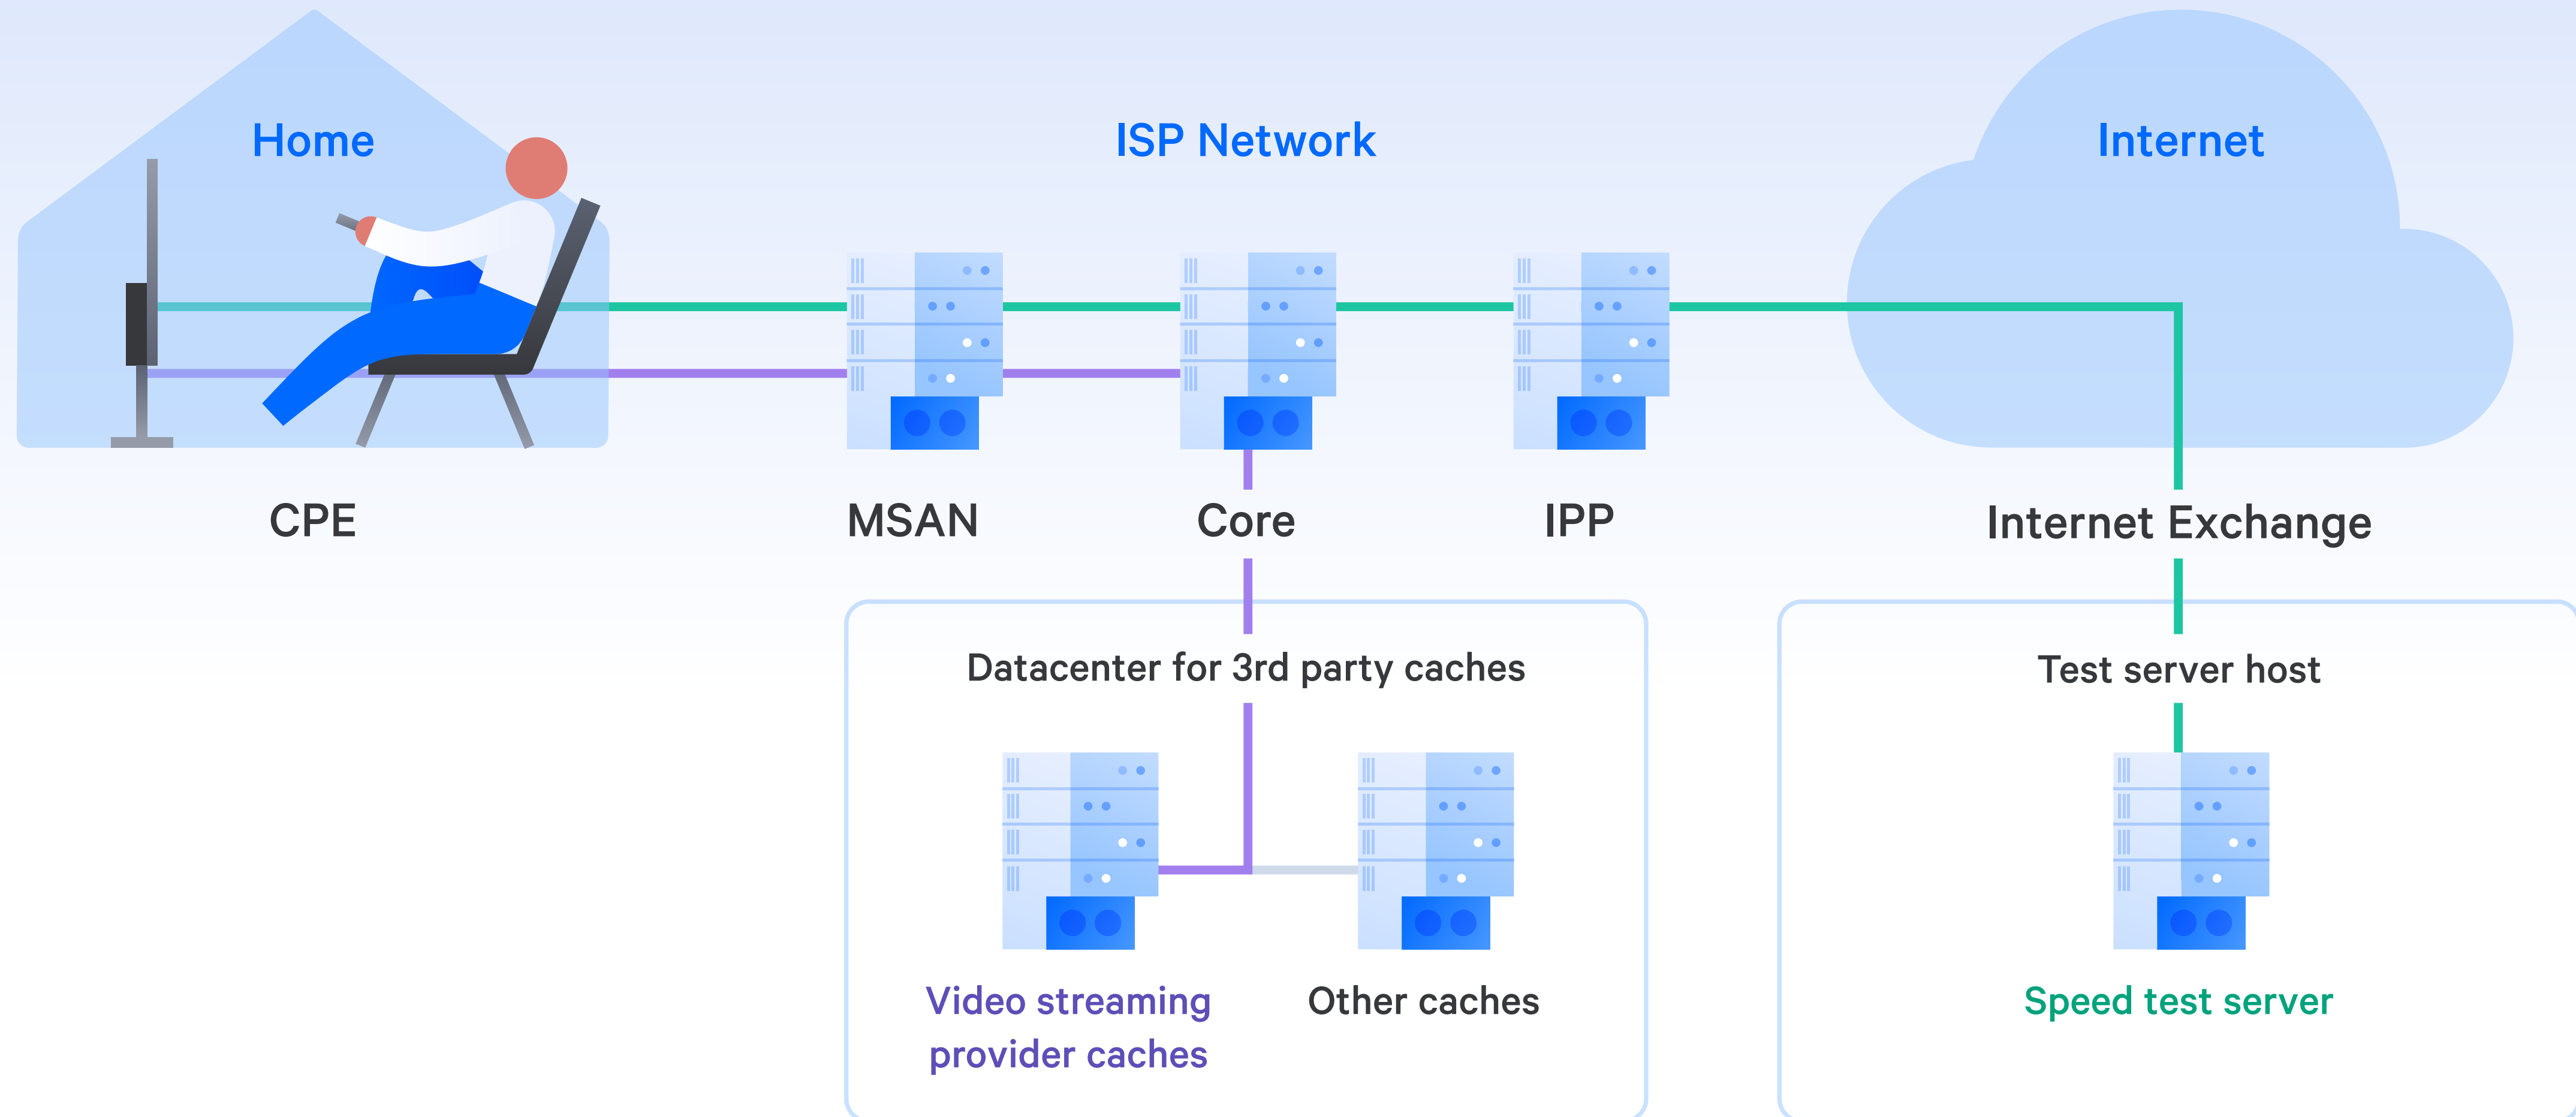 Home
ISP Network
Internet
CPE
MSAN
Core
IPP
Internet Exchange
Datacenter for 3rd party caches
Test server host
Video streaming
provider caches
Other caches
Speed test server